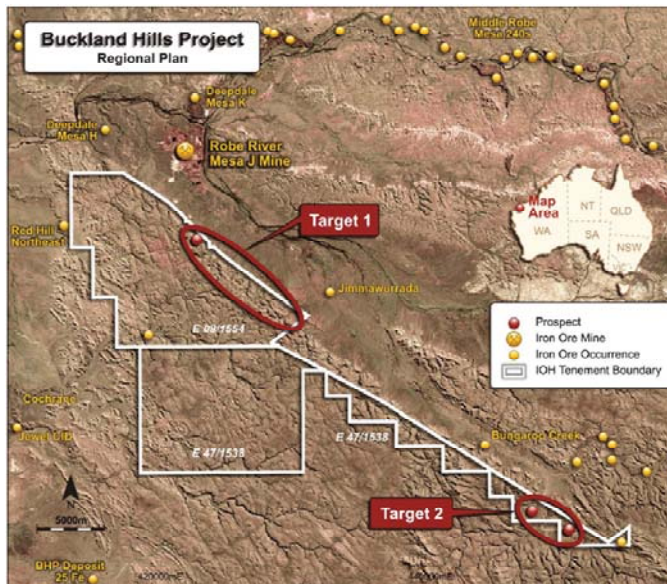 Buckland Hills Project
Regional Plan
Middle Robe
Mesa 240s
Deepdale
Mesa K
Deepdale
Mesa H
Robe River
Mesa J Mine
Target 1
Map
Area
NT
QLD
WA
SA
NSW
VIC
Red Hill
Northeast
Jimmawurrada
Prospect
Iron Ore Mine
Iron Ore Occurrence
IOH Tenement Boundary
E 08/1554
Cochrane
Jewel CID
E 47/1538
E 47/1538
Bungarop Creek
N
5000m
Target 2
BHP Deposit
25 Fe
420000mE